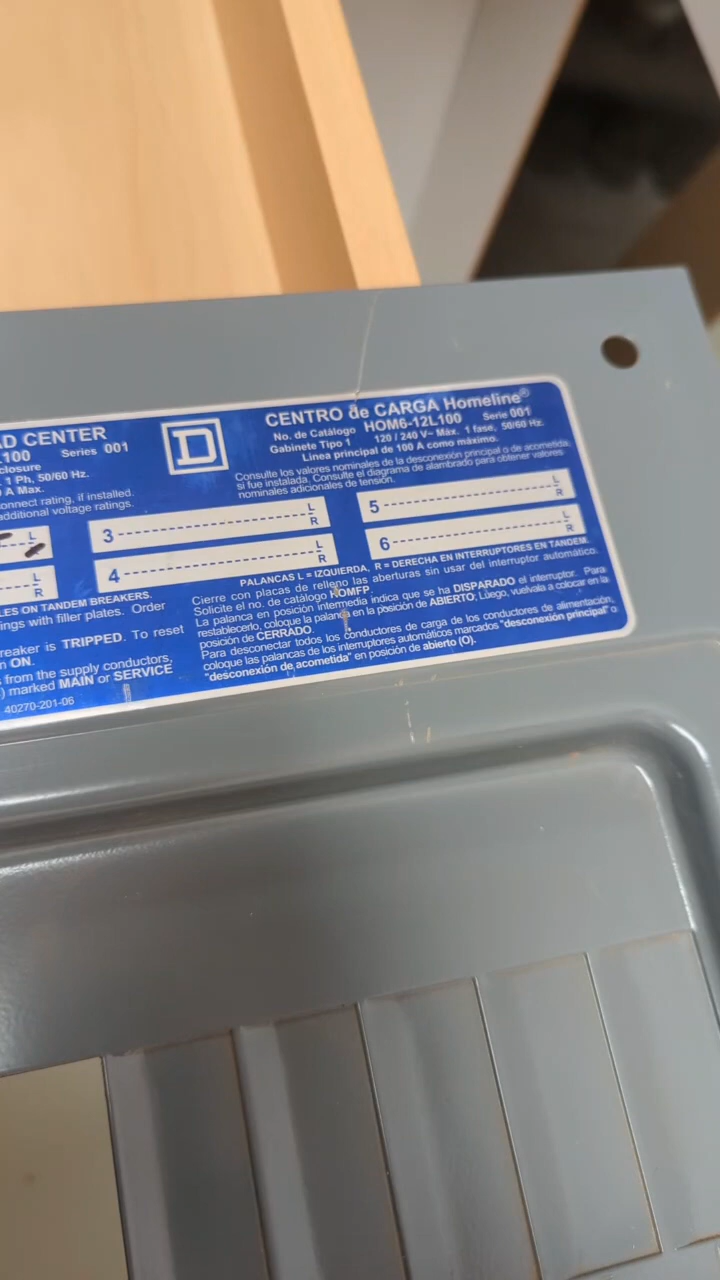 AD CENTER
100 Series 001
closure
1 Ph, 50/60 Hz.
A Max.
connect rating, if installed.
additional voltage ratings.
L
R
L
R
LES ON TANDEM BREAKERS.
ings with filler plates. Order
reaker is TRIPPED. To reset
n ON.
from the supply conductors,
) marked MAIN or SERVICE
40270-201-06
D
CENTRO de CARGA Homeline®
No. de Catálogo HOM6-12L100 Serie 001
Gabinete Tipo 1 120 / 240 V~ Máx. 1 fase, 50/60 Hz.
Línea principal de 100 A como máximo.
Consulte los valores nominales de la desconexión principal o de acometida,
si fue instalada. Consulte el diagrama de alambrado para obtener valores
nominales adicionales de tensión.
3 L
R
4 L
R
5 L
R
6 L
R
PALANCAS L = IZQUIERDA, R = DERECHA EN INTERRUPTORES EN TANDEM.
Cierre con placas de relleno las aberturas sin usar del interruptor automático.
Solicite el no. de catálogo HOMFP.
La palanca en posición intermedia indica que se ha DISPARADO el interruptor. Para
restablecerlo, coloque la palanca en la posición de ABIERTO; Luego, vuelvala a colocar en la
posición de CERRADO.
Para desconectar todos los conductores de carga de los conductores de alimentación,
coloque las palancas de los interruptores automáticos marcados "desconexión principal" o
"desconexión de acometida" en posición de abierto (O).